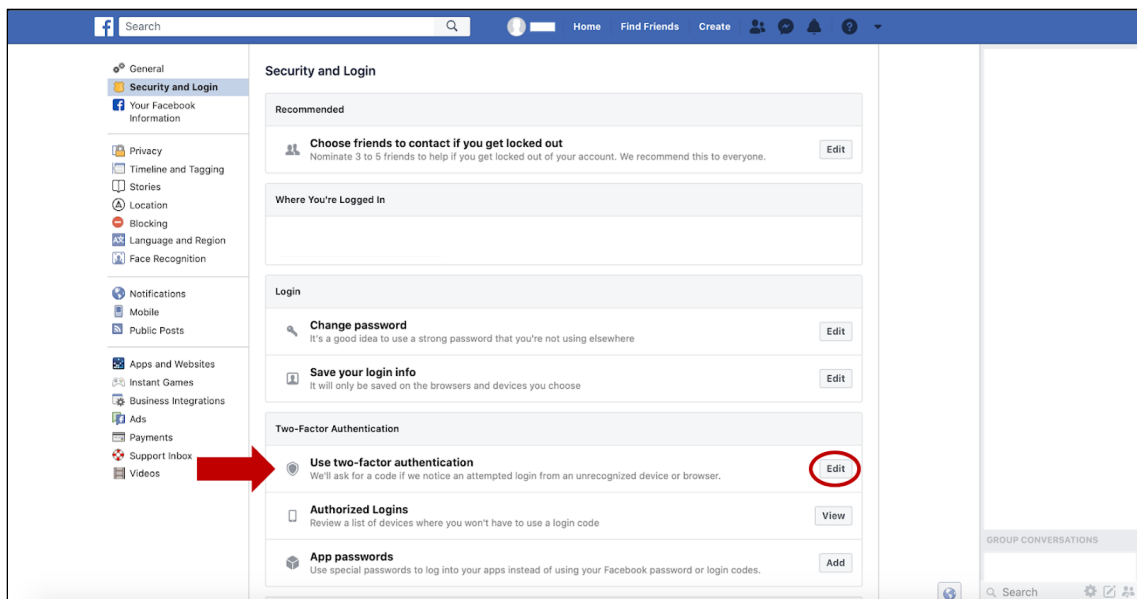 Search
Home
Find Friends
Create
General
Security and Login
Your Facebook
Information
Privacy
Timeline and Tagging
Stories
Location
Blocking
Language and Region
Face Recognition
Notifications
Mobile
Public Posts
Apps and Websites
Instant Games
Business Integrations
Ads
Payments
Support Inbox
Videos
Security and Login
Recommended
Choose friends to contact if you get locked out
Nominate 3 to 5 friends to help if you get locked out of your account. We recommend this to everyone.
Edit
Where You're Logged In
Login
Change password
It's a good idea to use a strong password that you're not using elsewhere
Edit
Save your login info
It will only be saved on the browsers and devices you choose
Edit
Two-Factor Authentication
Use two-factor authentication
We'll ask for a code if we notice an attempted login from an unrecognized device or browser.
Edit
Authorized Logins
Review a list of devices where you won't have to use a login code
View
App passwords
Use special passwords to log into your apps instead of using your Facebook password or login codes.
Add
GROUP CONVERSATIONS
Search